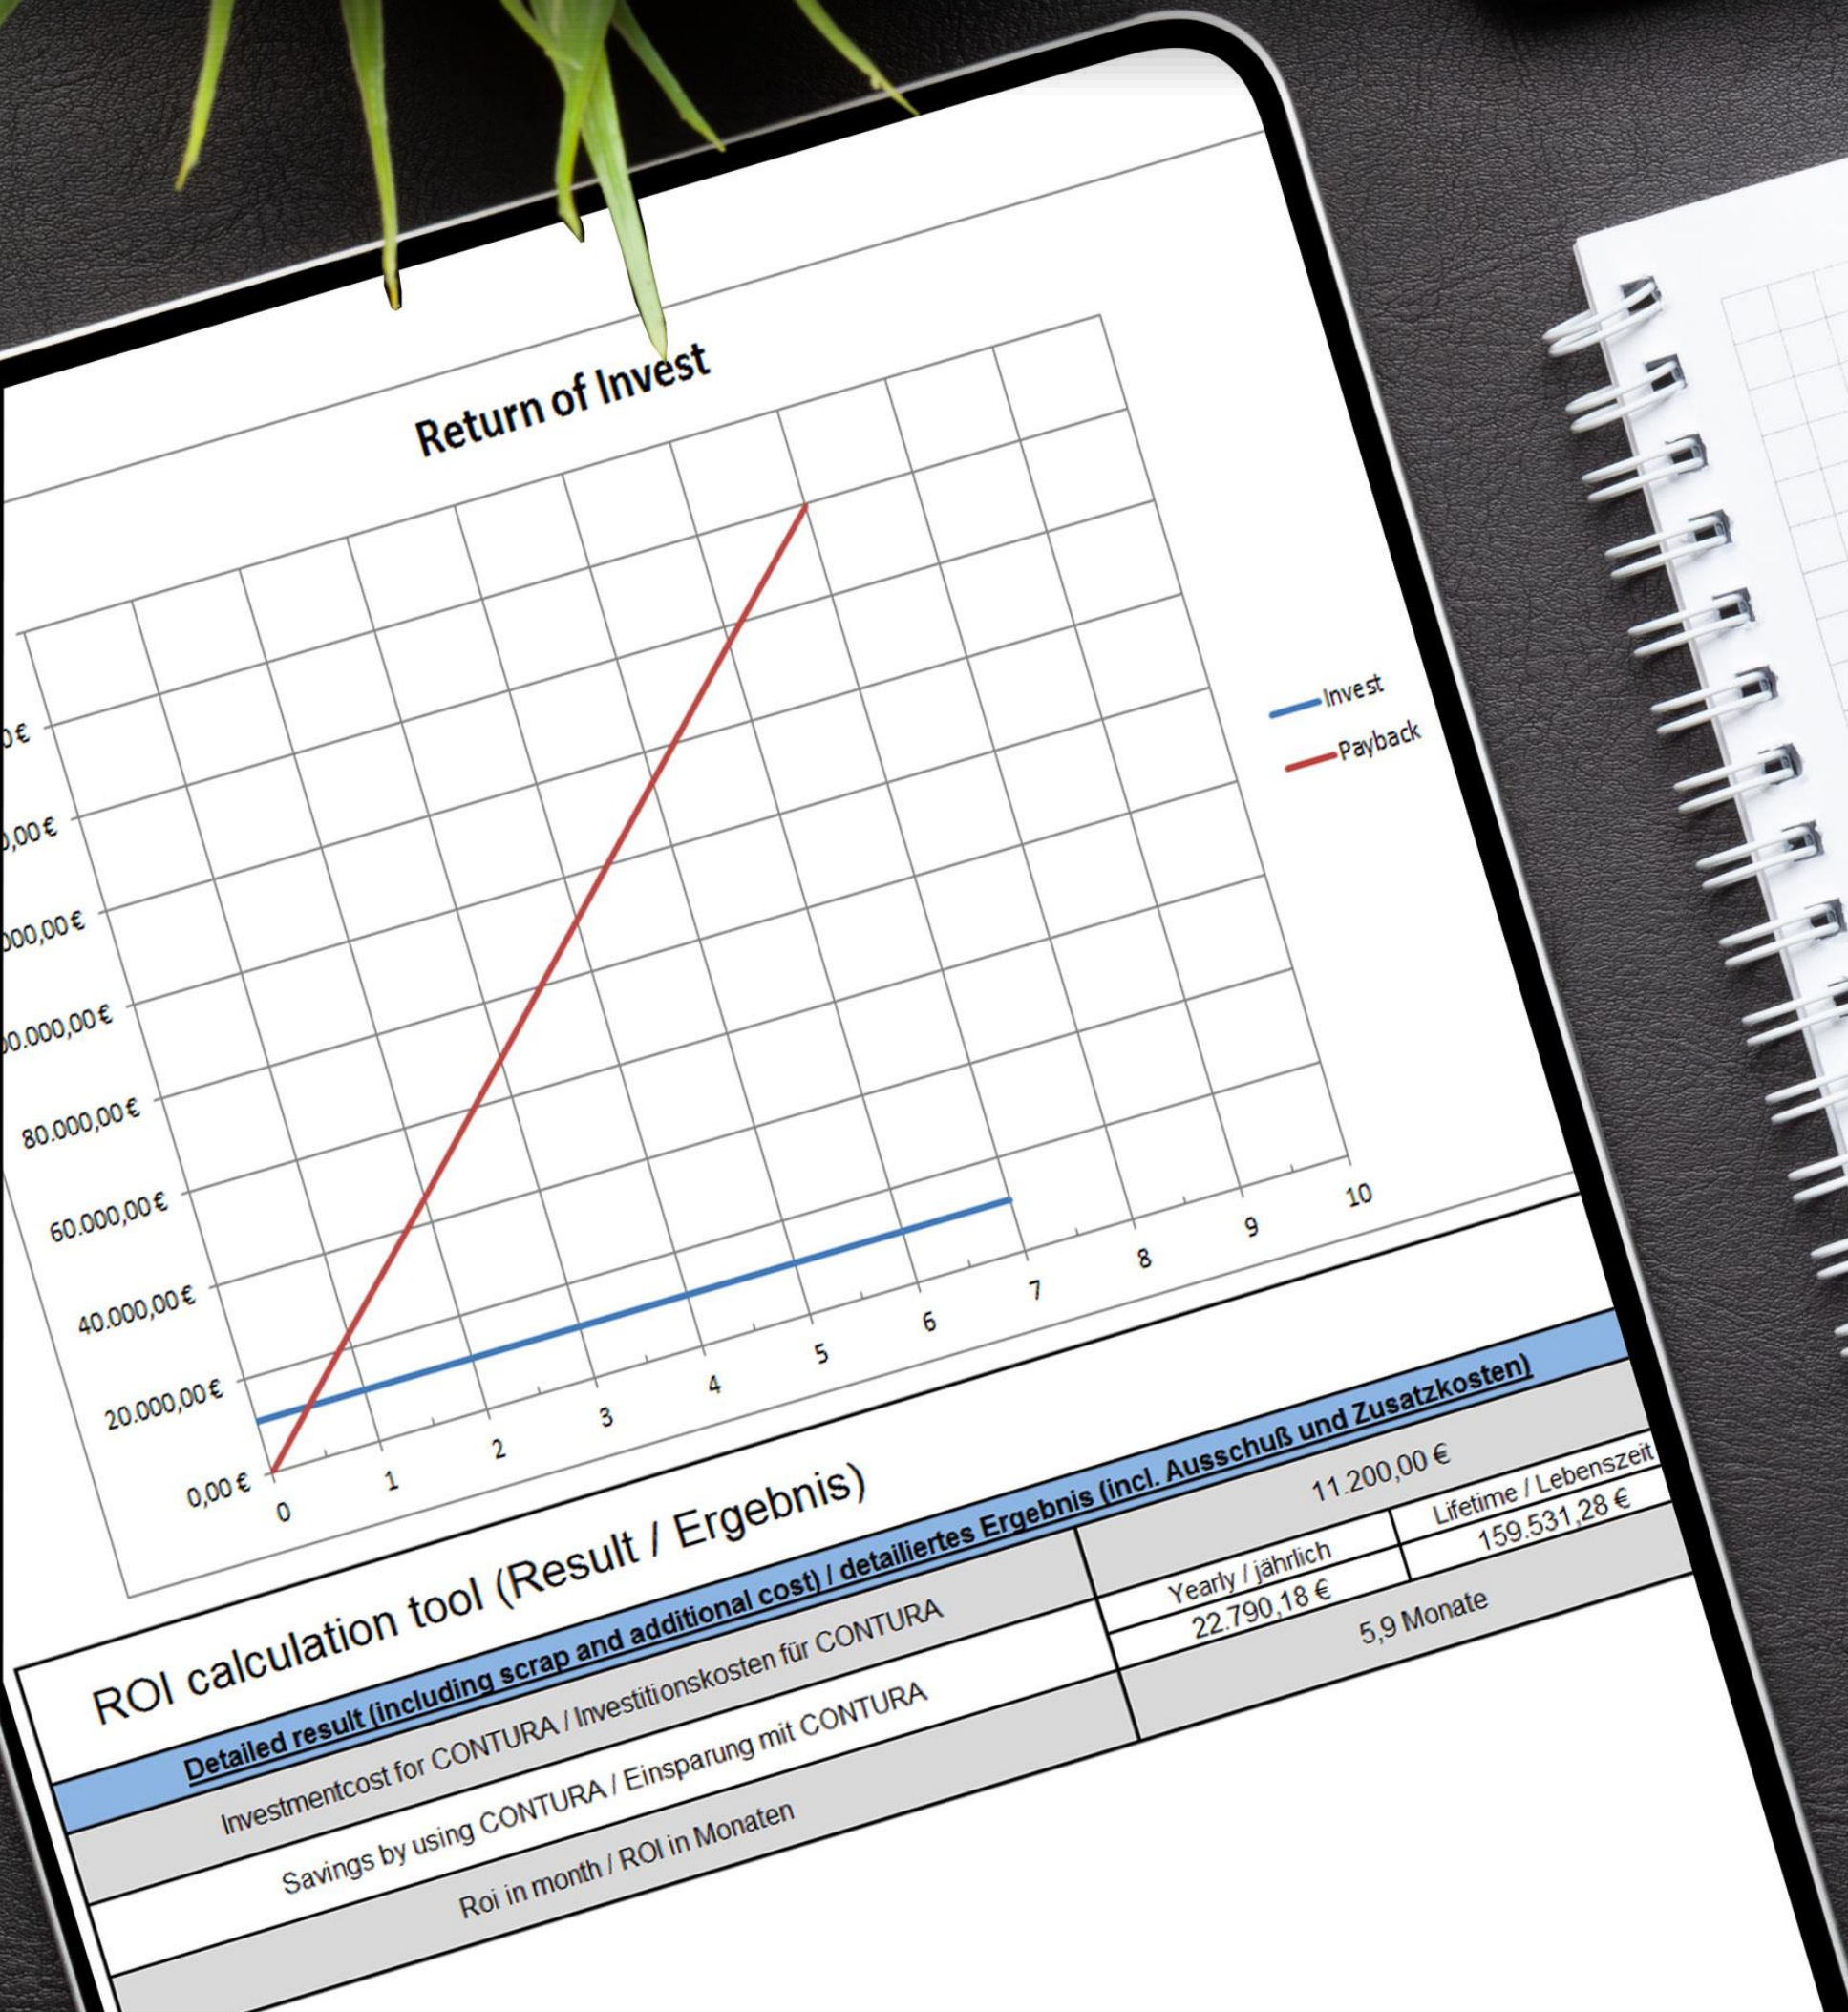 Return of Invest
80.000,00 €
60.000,00 €
40.000,00 €
20.000,00 €
0,00 €
0
1
2
3
4
5
6
7
8
9
10
Invest
Payback
ROI calculation tool (Result / Ergebnis)
Detailed result (including scrap and additional cost) / detailiertes Ergebnis (incl. Ausschuß und Zusatzkosten)
Investmentcost for CONTURA / Investitionskosten für CONTURA
11.200,00 €
Savings by using CONTURA / Einsparung mit CONTURA
Yearly / jährlich
Lifetime / Lebenszeit
22.790,18 €
159.531,28 €
Roi in month / ROI in Monaten
5,9 Monate